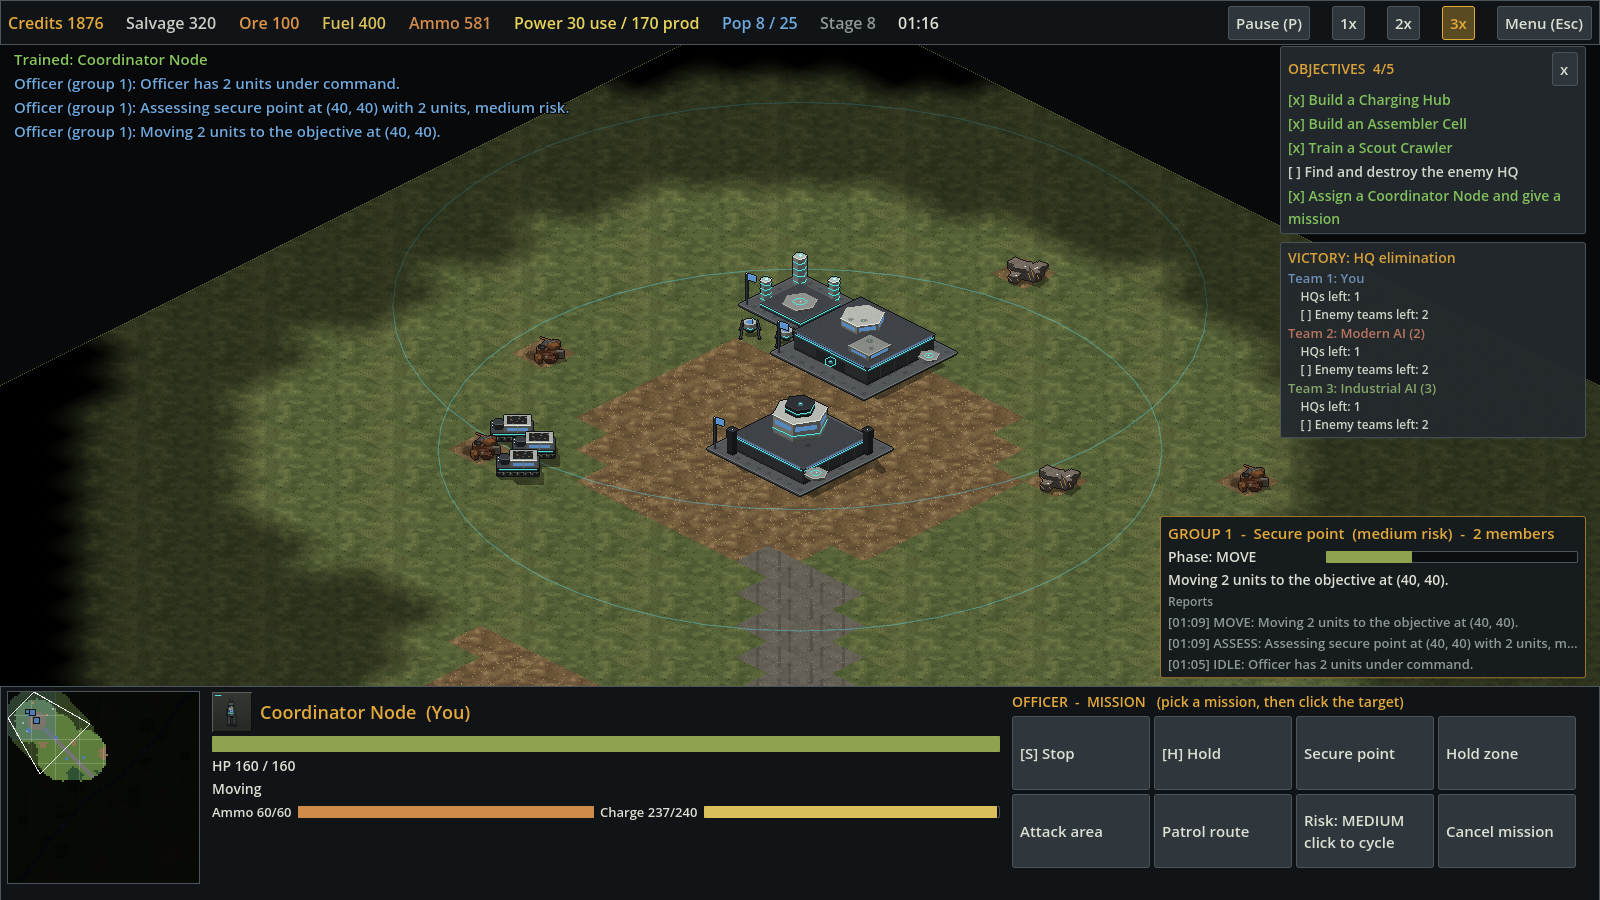 Credits 1876 Salvage 320 Ore 100 Fuel 400 Ammo 581 Power 30 use / 170 prod Pop 8 / 25 Stage 8 01:16 Pause (P) 1x 2x 3x Menu (Esc)
Trained: Coordinator Node
Officer (group 1): Officer has 2 units under command.
Officer (group 1): Assessing secure point at (40, 40) with 2 units, medium risk.
Officer (group 1): Moving 2 units to the objective at (40, 40).
OBJECTIVES 4/5 x
[x] Build a Charging Hub
[x] Build an Assembler Cell
[x] Train a Scout Crawler
[ ] Find and destroy the enemy HQ
[x] Assign a Coordinator Node and give a
mission
VICTORY: HQ elimination
Team 1: You
HQs left: 1
[ ] Enemy teams left: 2
Team 2: Modern AI (2)
HQs left: 1
[ ] Enemy teams left: 2
Team 3: Industrial AI (3)
HQs left: 1
[ ] Enemy teams left: 2
GROUP 1 - Secure point (medium risk) - 2 members
Phase: MOVE
Moving 2 units to the objective at (40, 40).
Reports
[01:09] MOVE: Moving 2 units to the objective at (40, 40).
[01:09] ASSESS: Assessing secure point at (40, 40) with 2 units, m...
[01:05] IDLE: Officer has 2 units under command.
Coordinator Node (You)
HP 160 / 160
Moving
Ammo 60/60 Charge 237/240
OFFICER - MISSION (pick a mission, then click the target)
[S] Stop
[H] Hold
Secure point
Hold zone
Attack area
Patrol route
Risk: MEDIUM
click to cycle
Cancel mission